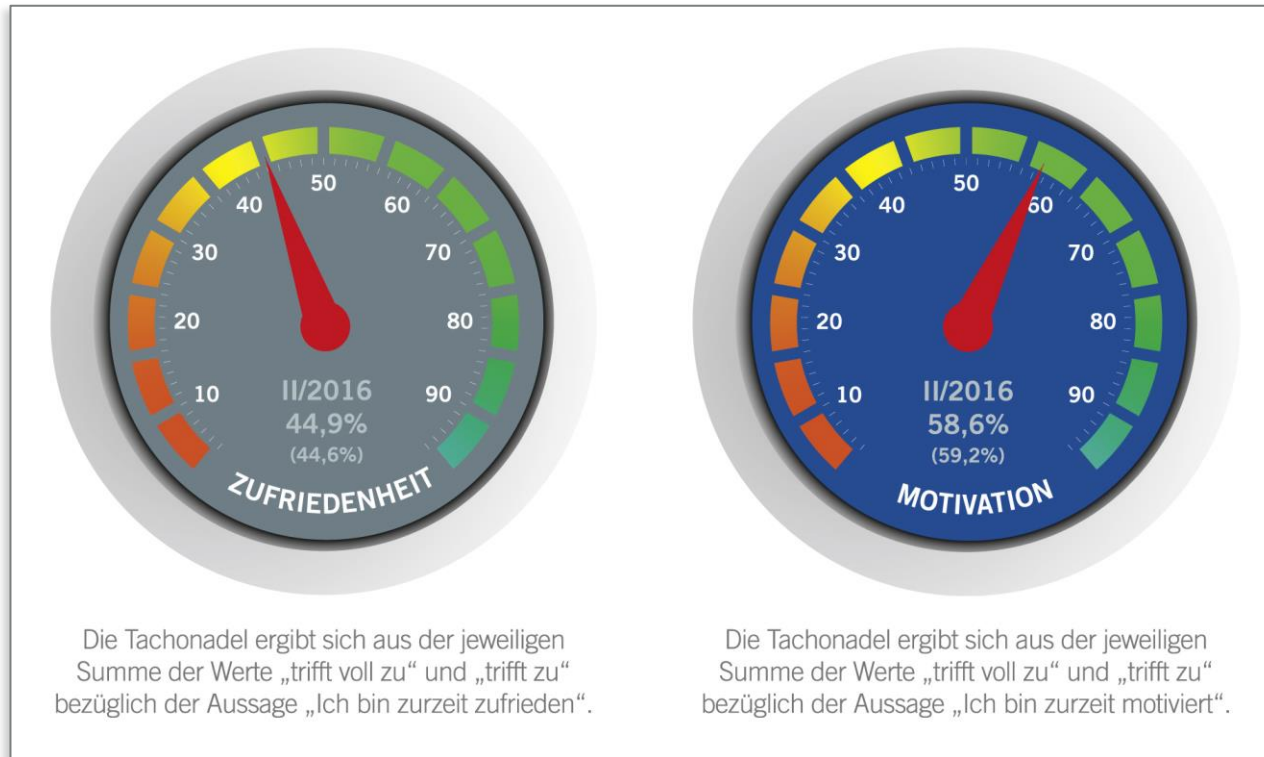 50
40
60
30
70
20
80
10
90
II/2016
44,9%
(44,6%)
ZUFRIEDENHEIT
Die Tachonadel ergibt sich aus der jeweiligen
Summe der Werte „trifft voll zu“ und „trifft zu“
bezüglich der Aussage „Ich bin zurzeit zufrieden“.
50
40
60
30
70
20
80
10
90
II/2016
58,6%
(59,2%)
MOTIVATION
Die Tachonadel ergibt sich aus der jeweiligen
Summe der Werte „trifft voll zu“ und „trifft zu“
bezüglich der Aussage „Ich bin zurzeit motiviert“.